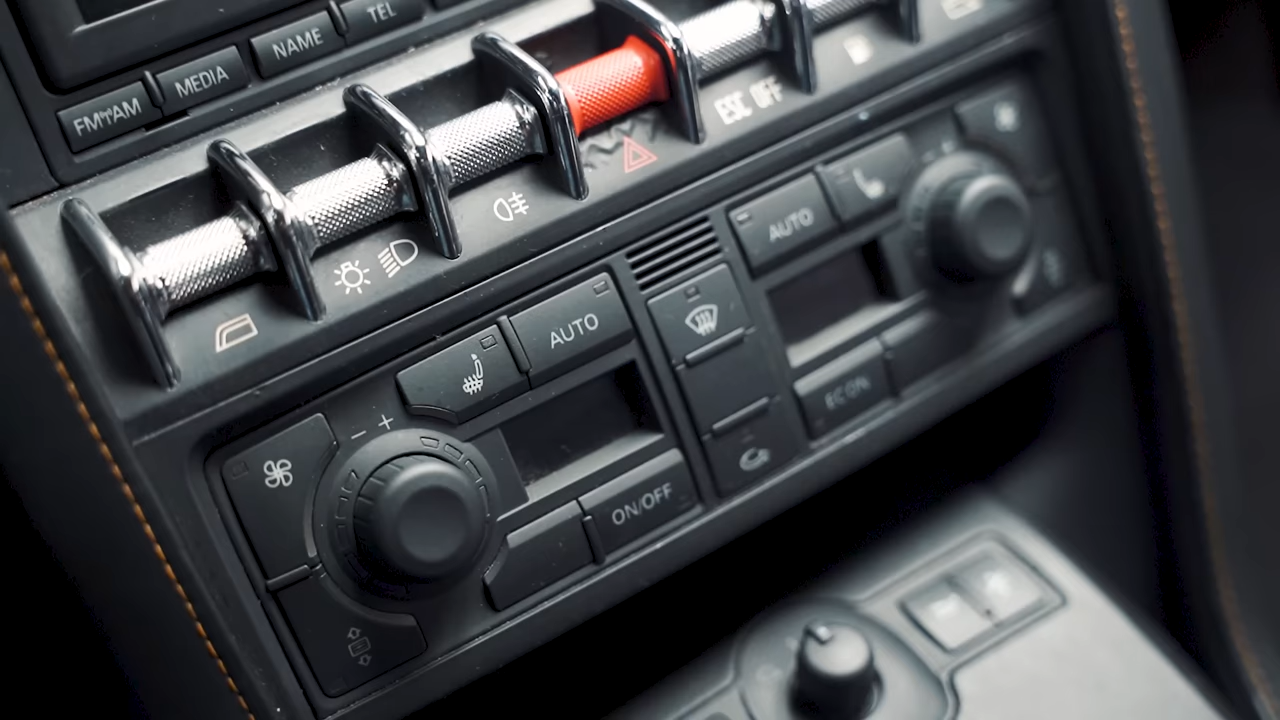 TEL
NAME
MEDIA
FM/AM
ESC OFF
AUTO
AUTO
ECON
ON/OFF